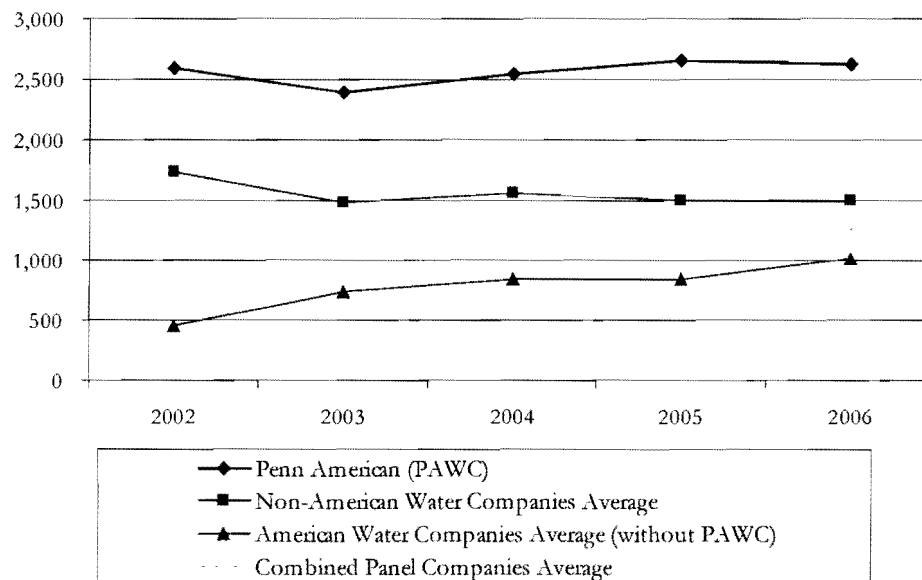 3,000
2,500
2,000
1,500
1,000
500
0
2002 2003 2004 2005 2006
Penn American (PAWC)
Non-American Water Companies Average
American Water Companies Average (without PAWC)
Combined Panel Companies Average